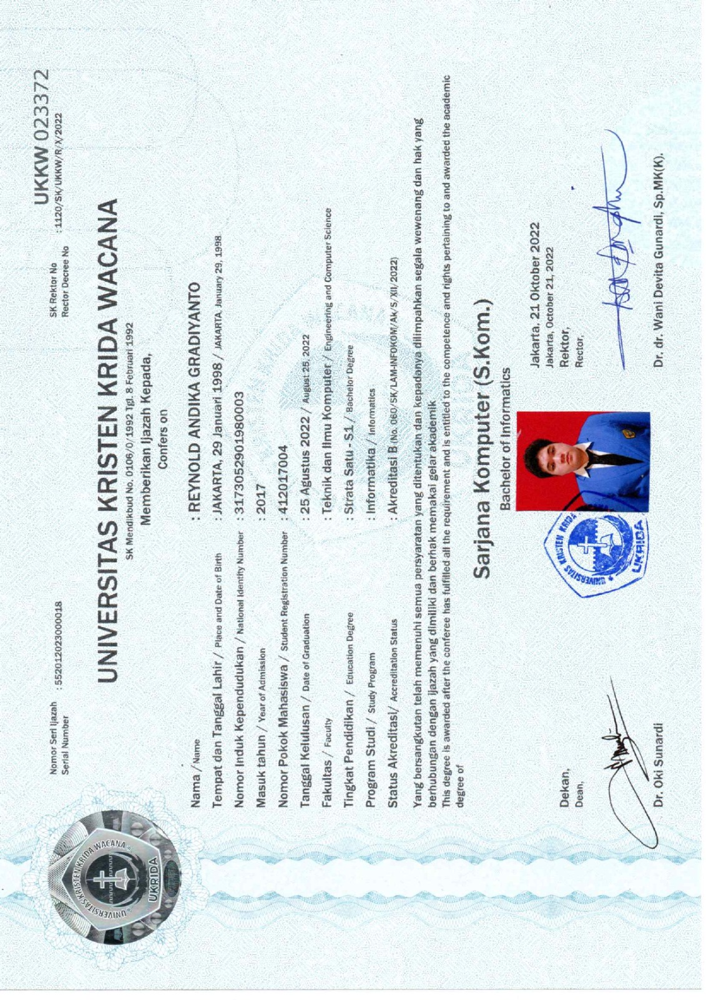 UKKW 023372
Nomor Seri Ijazah : 552012023000018
Serial Number
SK Rektor No : 1120/SK/UKKW/R/X/2022
Rector Decree No
UNIVERSITAS KRISTEN KRIDA WACANA
SK Mendikbud No. 0106/0/1992 Tgl. 8 Februari 1992
Memberikan Ijazah Kepada,
Confers on
Nama / Name : REYNOLD ANDIKA GRADIYANTO
Tempat dan Tanggal Lahir / Place and Date of Birth : JAKARTA, 29 Januari 1998 / JAKARTA, January 29, 1998
Nomor Induk Kependudukan / National Identity Number : 3173052901980003
Masuk tahun / Year of Admission : 2017
Nomor Pokok Mahasiswa / Student Registration Number : 412017004
Tanggal Kelulusan / Date of Graduation : 25 Agustus 2022 / August 25, 2022
Fakultas / Faculty : Teknik dan Ilmu Komputer / Engineering and Computer Science
Tingkat Pendidikan / Education Degree : Strata Satu - S1 / Bachelor Degree
Program Studi / Study Program : Informatika / Informatics
Status Akreditasi/ Accreditation Status : Akreditasi B (No. 060/SK/LAM-INFOKOM/Ak/S/XII/2022)
Yang bersangkutan telah memenuhi semua persyaratan yang ditentukan dan kepadanya dilimpahkan segala wewenang dan hak yang
berhubungan dengan ijazah yang dimiliki dan berhak memakai gelar akademik
This degree is awarded after the conferee has fulfilled all the requirement and is entitled to the competence and rights pertaining to and awarded the academic
degree of
Sarjana Komputer (S.Kom.)
Bachelor of Informatics
Jakarta, 21 Oktober 2022
Jakarta, October 21, 2022
Dekan, Rektor,
Dean, Rector,
Dr. Oki Sunardi
Dr. dr. Wani Devita Gunardi, Sp.MK(K).
UNIVERSITAS KRISTEN KRIDA WACANA
UKRIDA
UNIVERSITAS KRISTEN KRIDA
UKRIDA